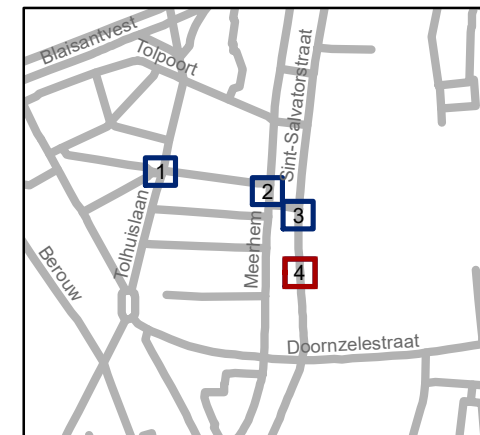 Blaisantvest
Tolpoort
Sint-Salvatorstraat
1
2
3
Tolhuislaan
Meerhem
Berouw
4
Doornzelestraat